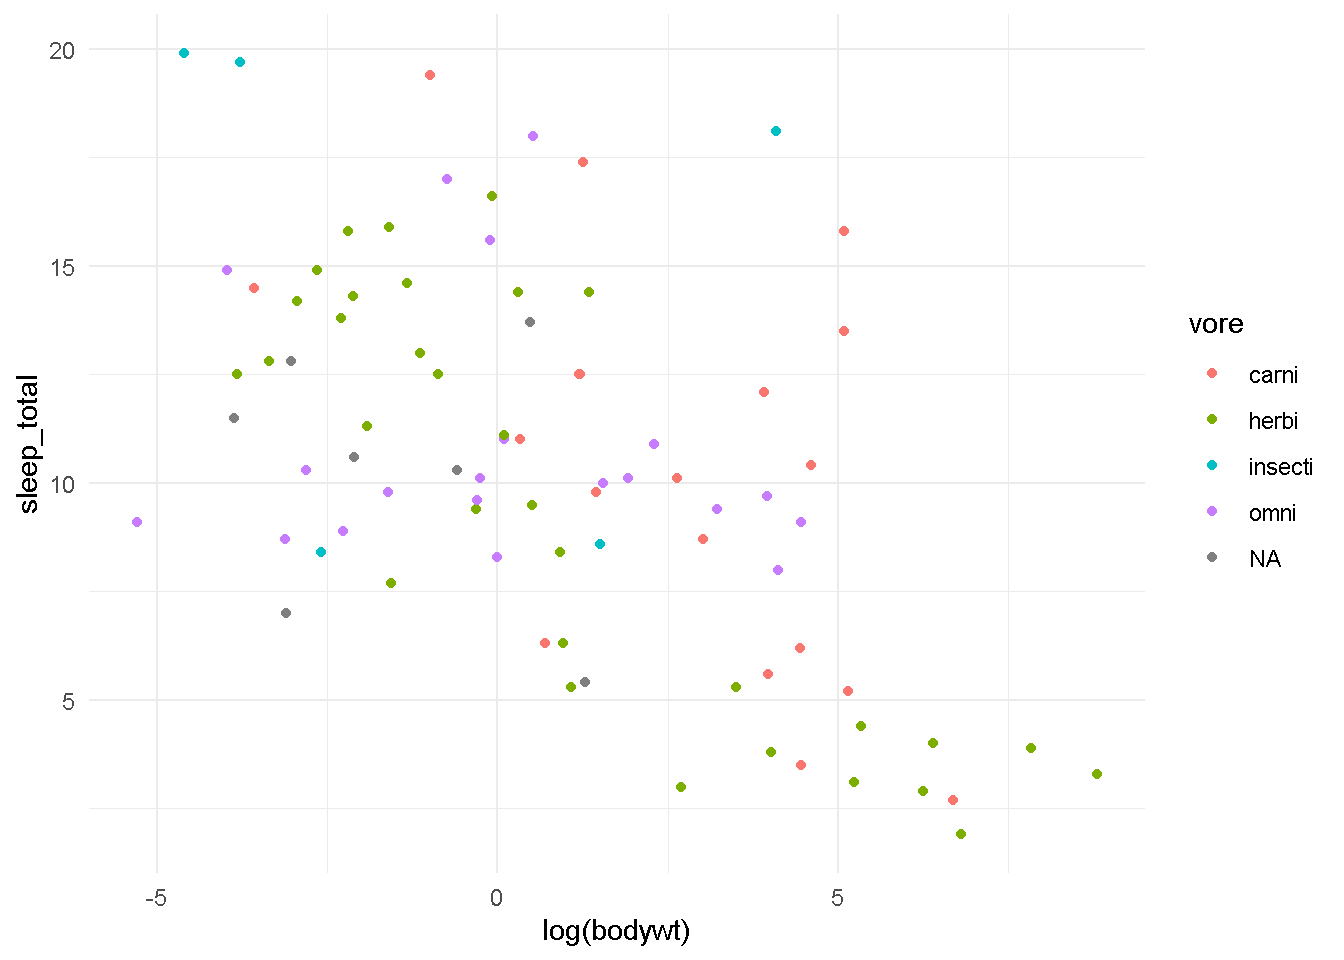 20
15
10
5
sleep_total
-5 0 5
log(bodywt)
vore
carni
herbi
insecti
omni
NA